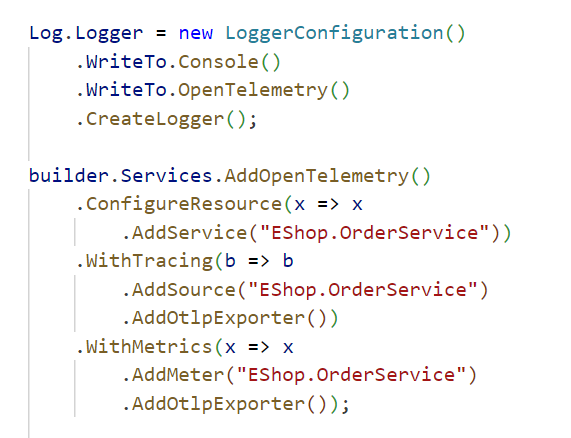 Log.Logger = new LoggerConfiguration()
    .WriteTo.Console()
    .WriteTo.OpenTelemetry()
    .CreateLogger();

builder.Services.AddOpenTelemetry()
    .ConfigureResource(x => x
        .AddService("EShop.OrderService"))
    .WithTracing(b => b
        .AddSource("EShop.OrderService")
        .AddOtlpExporter())
    .WithMetrics(x => x
        .AddMeter("EShop.OrderService")
        .AddOtlpExporter());